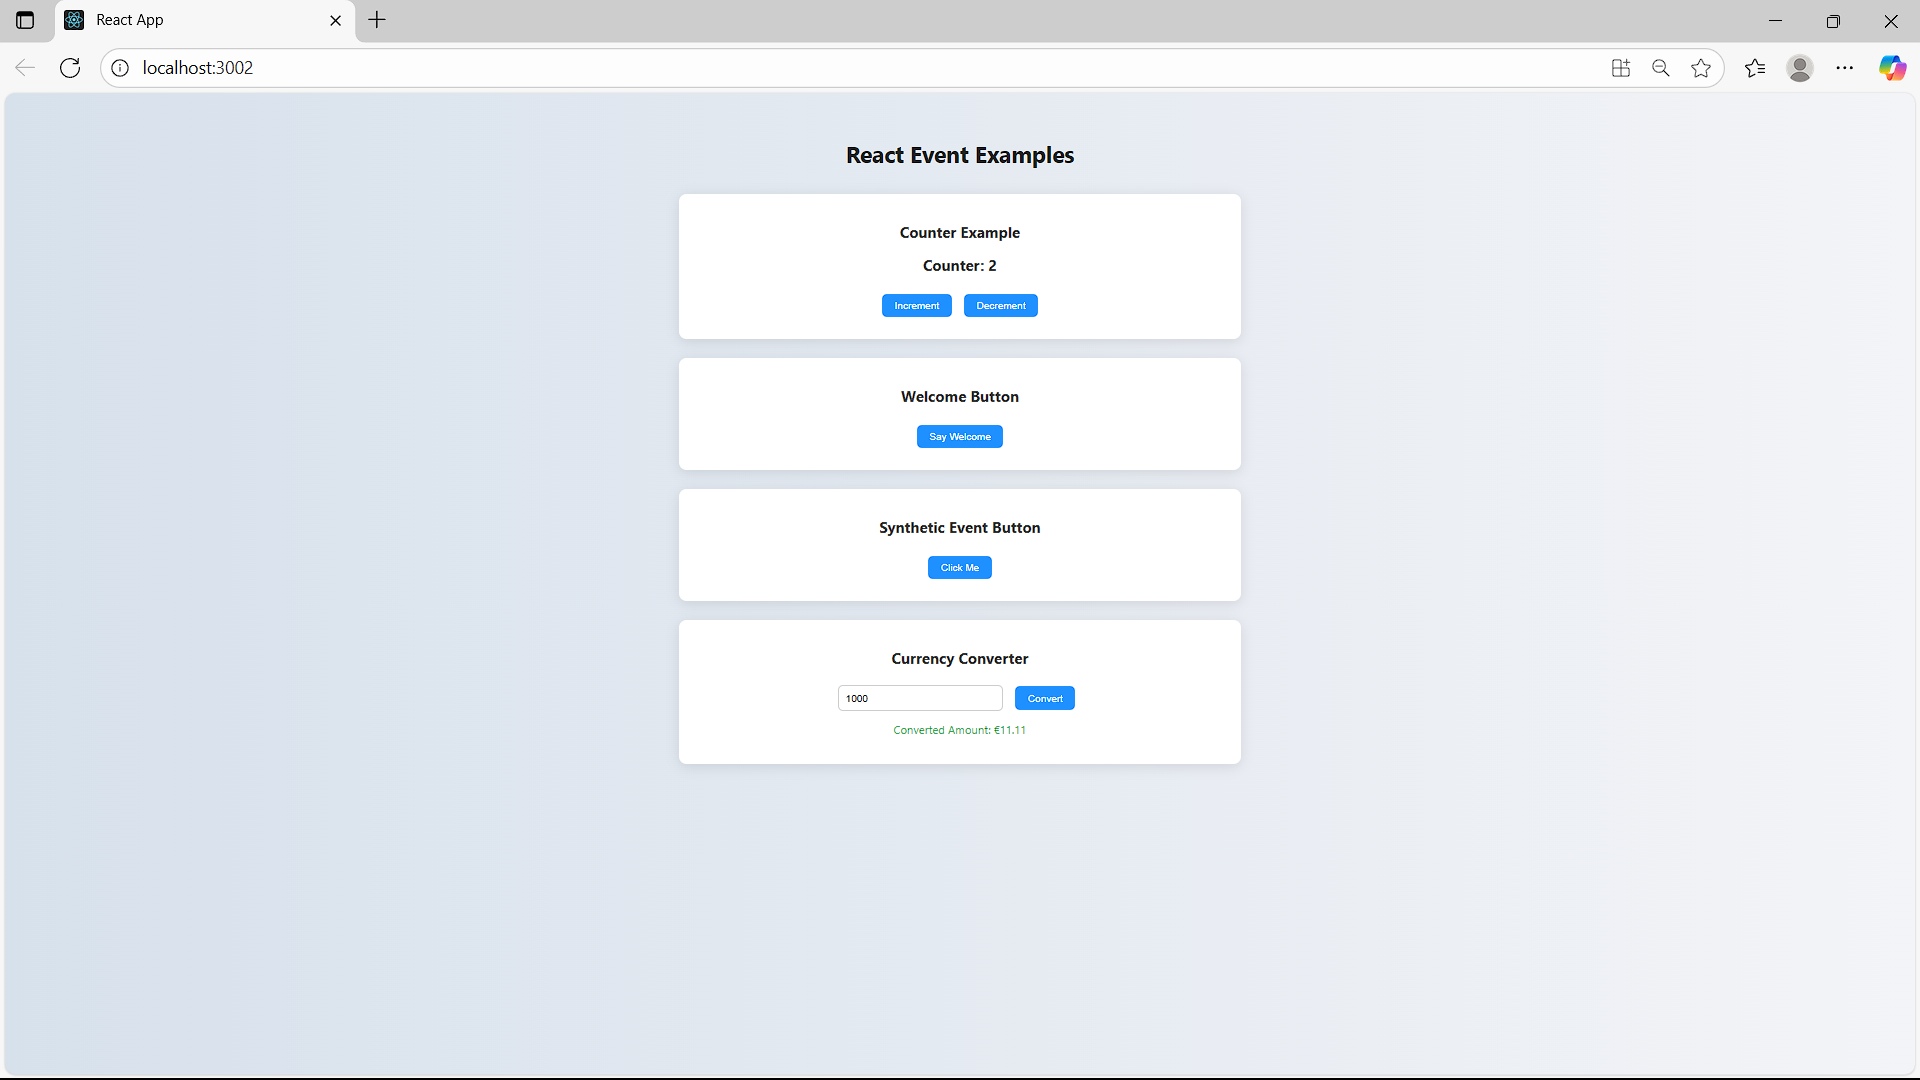 React App
localhost:3002
React Event Examples
Counter Example
Counter: 2
Increment Decrement
Welcome Button
Say Welcome
Synthetic Event Button
Click Me
Currency Converter
1000 Convert
Converted Amount: €11.11